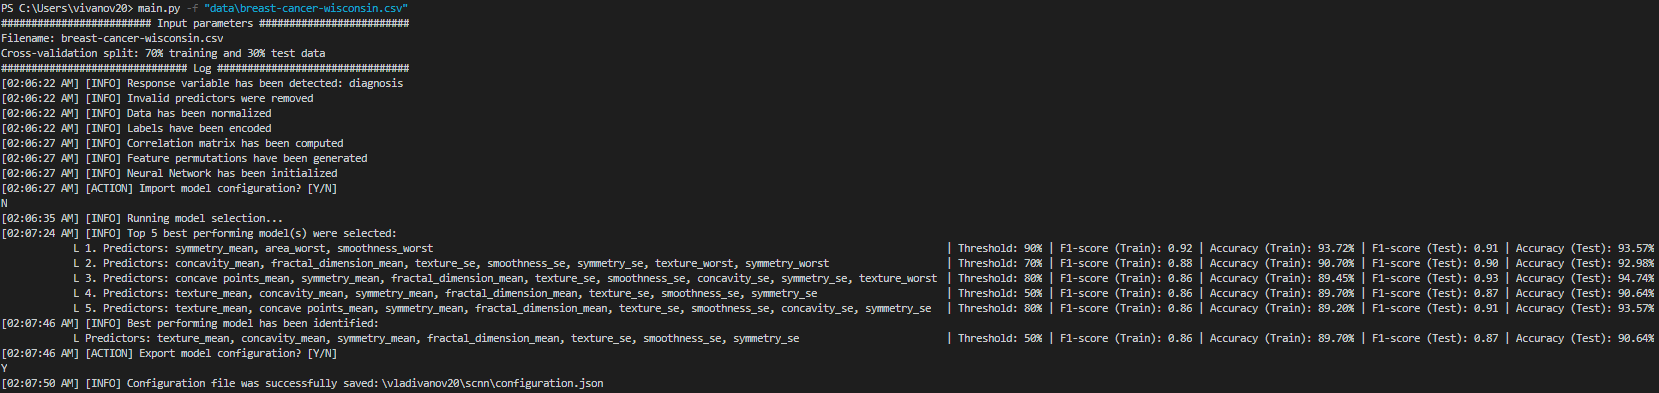 PS C:\Users\vivanov20> main.py -f "data\breast-cancer-wisconsin.csv"
######################### Input parameters #########################
Filename: breast-cancer-wisconsin.csv
Cross-validation split: 70% training and 30% test data
############################### Log ################################
[02:06:22 AM] [INFO] Response variable has been detected: diagnosis
[02:06:22 AM] [INFO] Invalid predictors were removed
[02:06:22 AM] [INFO] Data has been normalized
[02:06:22 AM] [INFO] Labels have been encoded
[02:06:27 AM] [INFO] Correlation matrix has been computed
[02:06:27 AM] [INFO] Feature permutations have been generated
[02:06:27 AM] [INFO] Neural Network has been initialized
[02:06:27 AM] [ACTION] Import model configuration? [Y/N]
N
[02:06:35 AM] [INFO] Running model selection...
[02:07:24 AM] [INFO] Top 5 best performing model(s) were selected:
L 1. Predictors: symmetry_mean, area_worst, smoothness_worst | Threshold: 90% | F1-score (Train): 0.92 | Accuracy (Train): 93.72% | F1-score (Test): 0.91 | Accuracy (Test): 93.57%
L 2. Predictors: concavity_mean, fractal_dimension_mean, texture_se, smoothness_se, symmetry_se, texture_worst, symmetry_worst | Threshold: 70% | F1-score (Train): 0.88 | Accuracy (Train): 90.70% | F1-score (Test): 0.90 | Accuracy (Test): 92.98%
L 3. Predictors: concave points_mean, symmetry_mean, fractal_dimension_mean, texture_se, smoothness_se, concavity_se, symmetry_se, texture_worst | Threshold: 80% | F1-score (Train): 0.86 | Accuracy (Train): 89.45% | F1-score (Test): 0.93 | Accuracy (Test): 94.74%
L 4. Predictors: texture_mean, concavity_mean, symmetry_mean, fractal_dimension_mean, texture_se, smoothness_se, symmetry_se | Threshold: 50% | F1-score (Train): 0.86 | Accuracy (Train): 89.70% | F1-score (Test): 0.87 | Accuracy (Test): 90.64%
L 5. Predictors: texture_mean, concave points_mean, symmetry_mean, fractal_dimension_mean, texture_se, smoothness_se, concavity_se, symmetry_se | Threshold: 80% | F1-score (Train): 0.86 | Accuracy (Train): 89.20% | F1-score (Test): 0.91 | Accuracy (Test): 93.57%
[02:07:46 AM] [INFO] Best performing model has been identified:
L Predictors: texture_mean, concavity_mean, symmetry_mean, fractal_dimension_mean, texture_se, smoothness_se, symmetry_se | Threshold: 50% | F1-score (Train): 0.86 | Accuracy (Train): 89.70% | F1-score (Test): 0.87 | Accuracy (Test): 90.64%
[02:07:46 AM] [ACTION] Export model configuration? [Y/N]
Y
[02:07:50 AM] [INFO] Configuration file was successfully saved:\vladivanov20\scnn\configuration.json